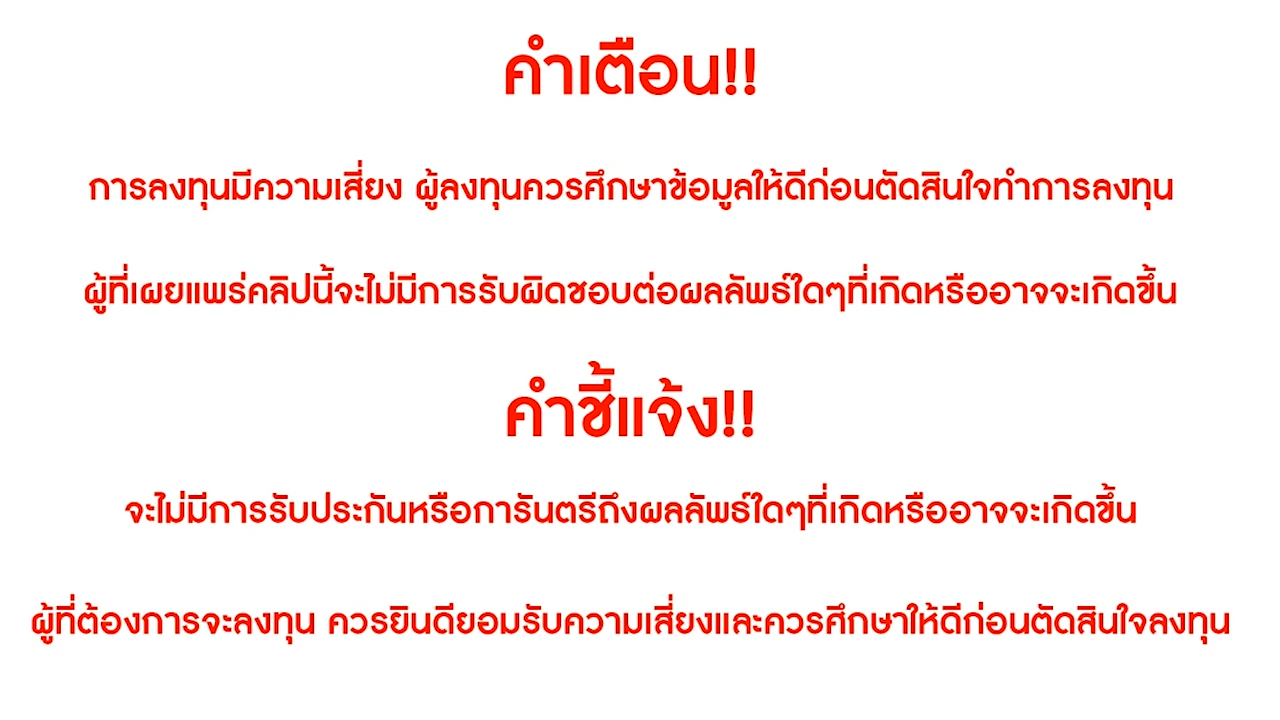 คำเตือน!!
การลงทุนมีความเสี่ยง ผู้ลงทุนควรศึกษาข้อมูลให้ดีก่อนตัดสินใจทำการลงทุน
ผู้ที่เผยแพร่คลิปนี้จะไม่มีการรับผิดชอบต่อผลลัพธ์ใดๆที่เกิดหรืออาจจะเกิดขึ้น
คำชี้แจ้ง!!
จะไม่มีการรับประกันหรือการันตรีถึงผลลัพธ์ใดๆที่เกิดหรืออาจจะเกิดขึ้น
ผู้ที่ต้องการจะลงทุน ควรยินดียอมรับความเสี่ยงและควรศึกษาให้ดีก่อนตัดสินใจลงทุน